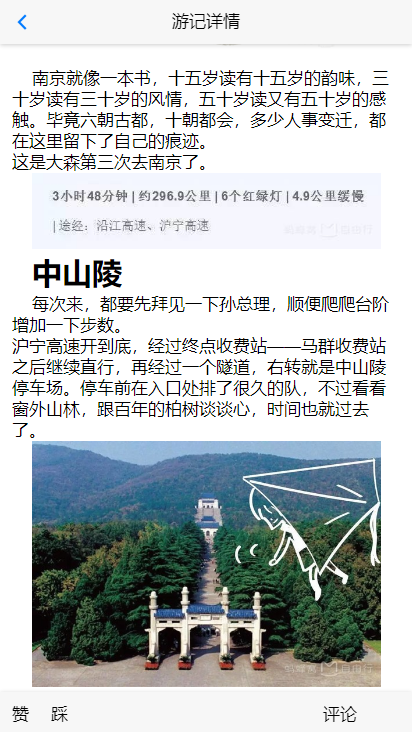 游记详情
南京就像一本书，十五岁读有十五岁的韵味，三
十岁读有三十岁的风情，五十岁读又有五十岁的感
触。毕竟六朝古都，十朝都会，多少人事变迁，都
在这里留下了自己的痕迹。
这是大森第三次去南京了。
3小时48分钟 | 约296.9公里 | 6个红绿灯 | 4.9公里缓慢
| 途经：沿江高速、沪宁高速
中山陵
每次来，都要先拜见一下孙总理，顺便爬爬台阶
增加一下步数。
沪宁高速开到底，经过终点收费站——马群收费站
之后继续直行，再经过一个隧道，右转就是中山陵
停车场。停车前在入口处排了很久的队，不过看看
窗外山林，跟百年的柏树谈谈心，时间也就过去
了。
赞 踩 评论